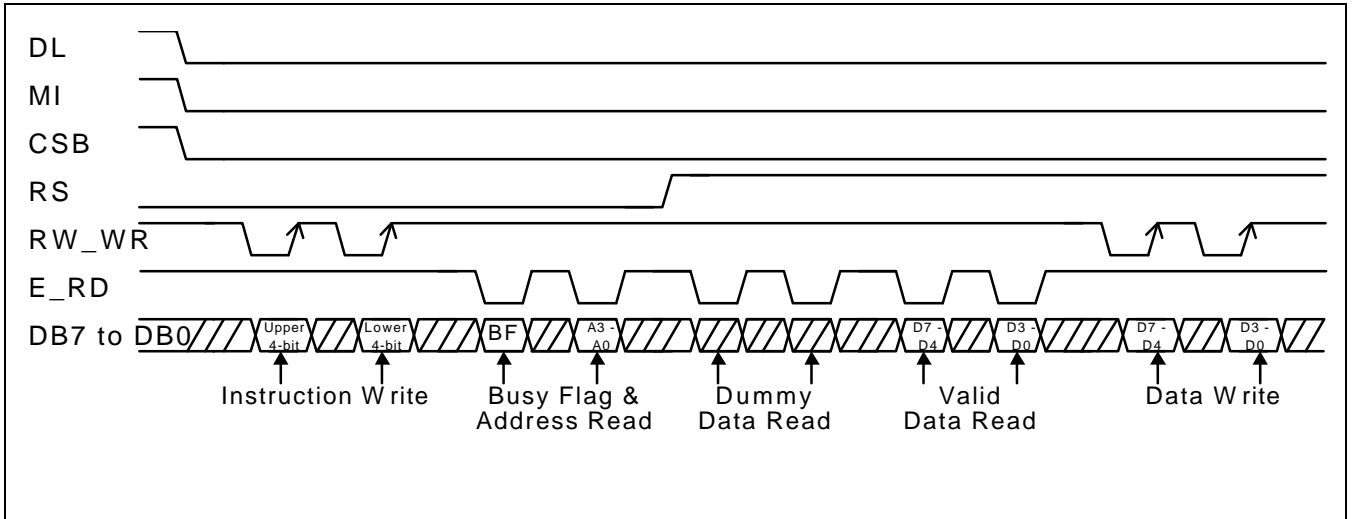 DL
MI
CSB
RS
RW_WR
E_RD
DB7 to DB0
Upper
4-bit
Lower
4-bit
BF
A3 -
A0
D7 -
D4
D3 -
D0
D7 -
D4
D3 -
D0
Instruction Write
Busy Flag &
Address Read
Dummy
Data Read
Valid
Data Read
Data Write